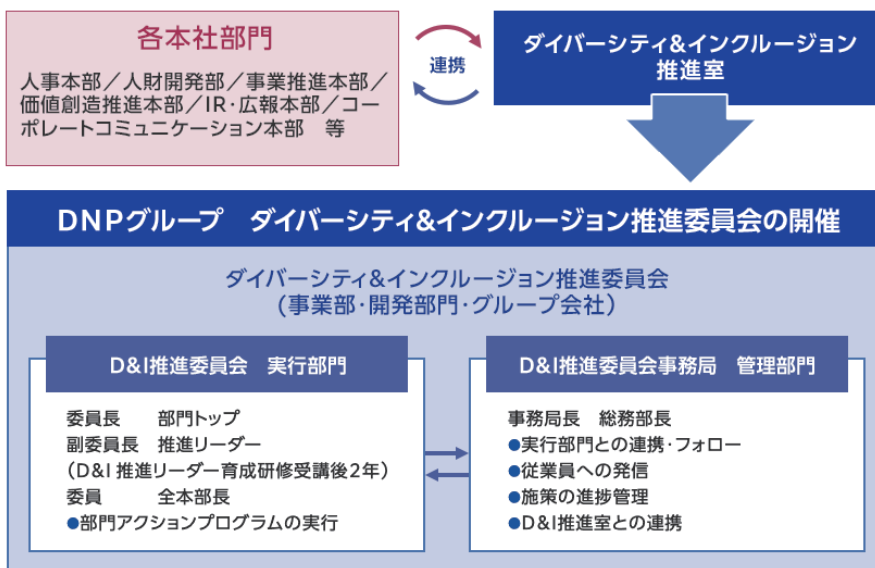 各本社部門
人事本部／人財開発部／事業推進本部／
価値創造推進本部／IR・広報本部／コー
ポレートコミュニケーション本部　等
連携
ダイバーシティ&インクルージョン
推進室
DNPグループ　ダイバーシティ&インクルージョン推進委員会の開催
ダイバーシティ&インクルージョン推進委員会
(事業部・開発部門・グループ会社)
D&I推進委員会　実行部門
委員長　　部門トップ
副委員長　推進リーダー
(D&I 推進リーダー育成研修受講後2年)
委員　　　全本部長
●部門アクションプログラムの実行
D&I推進委員会事務局　管理部門
事務局長　総務部長
●実行部門との連携・フォロー
●従業員への発信
●施策の進捗管理
●D&I推進室との連携